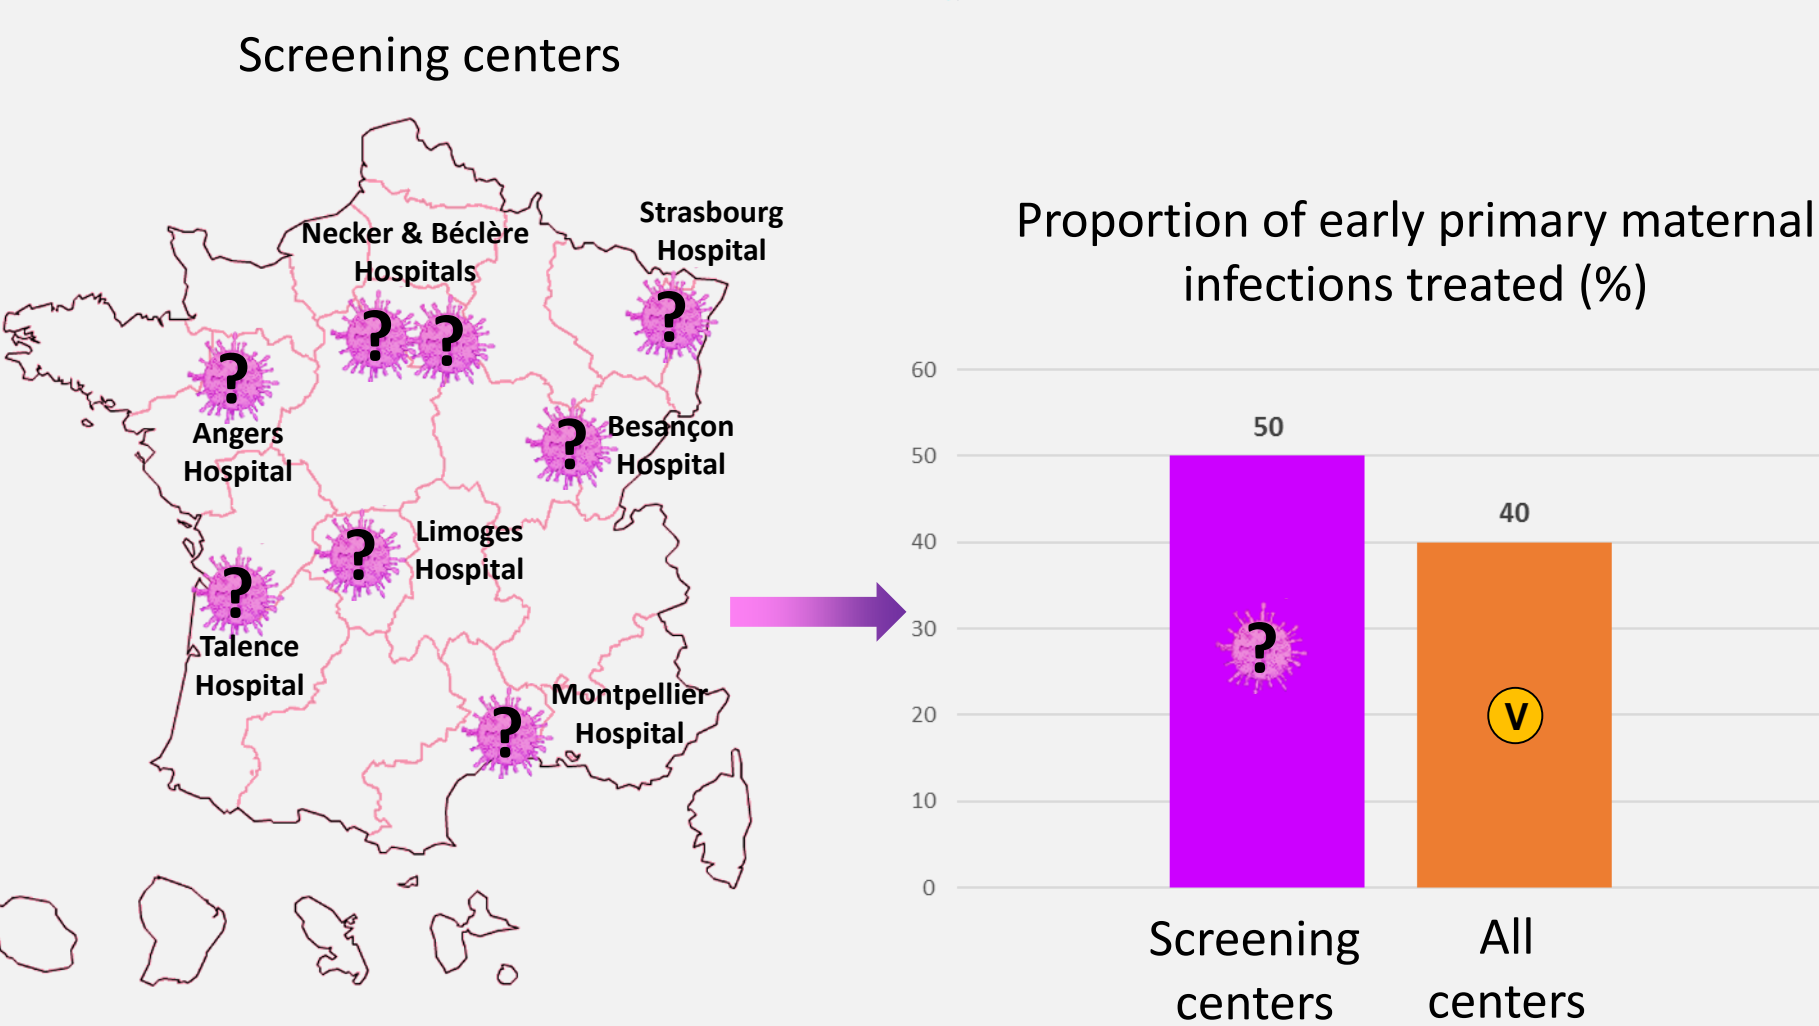 Screening centers
Necker & Béclère
Hospitals
Strasbourg
Hospital
?
?
?
?
Angers
Hospital
?
Besançon
Hospital
?
Limoges
Hospital
?
Talence
Hospital
?
Montpellier
Hospital
Proportion of early primary maternal
infections treated (%)
60
50
40
30
20
10
0
50
40
?
V
Screening
centers
All
centers